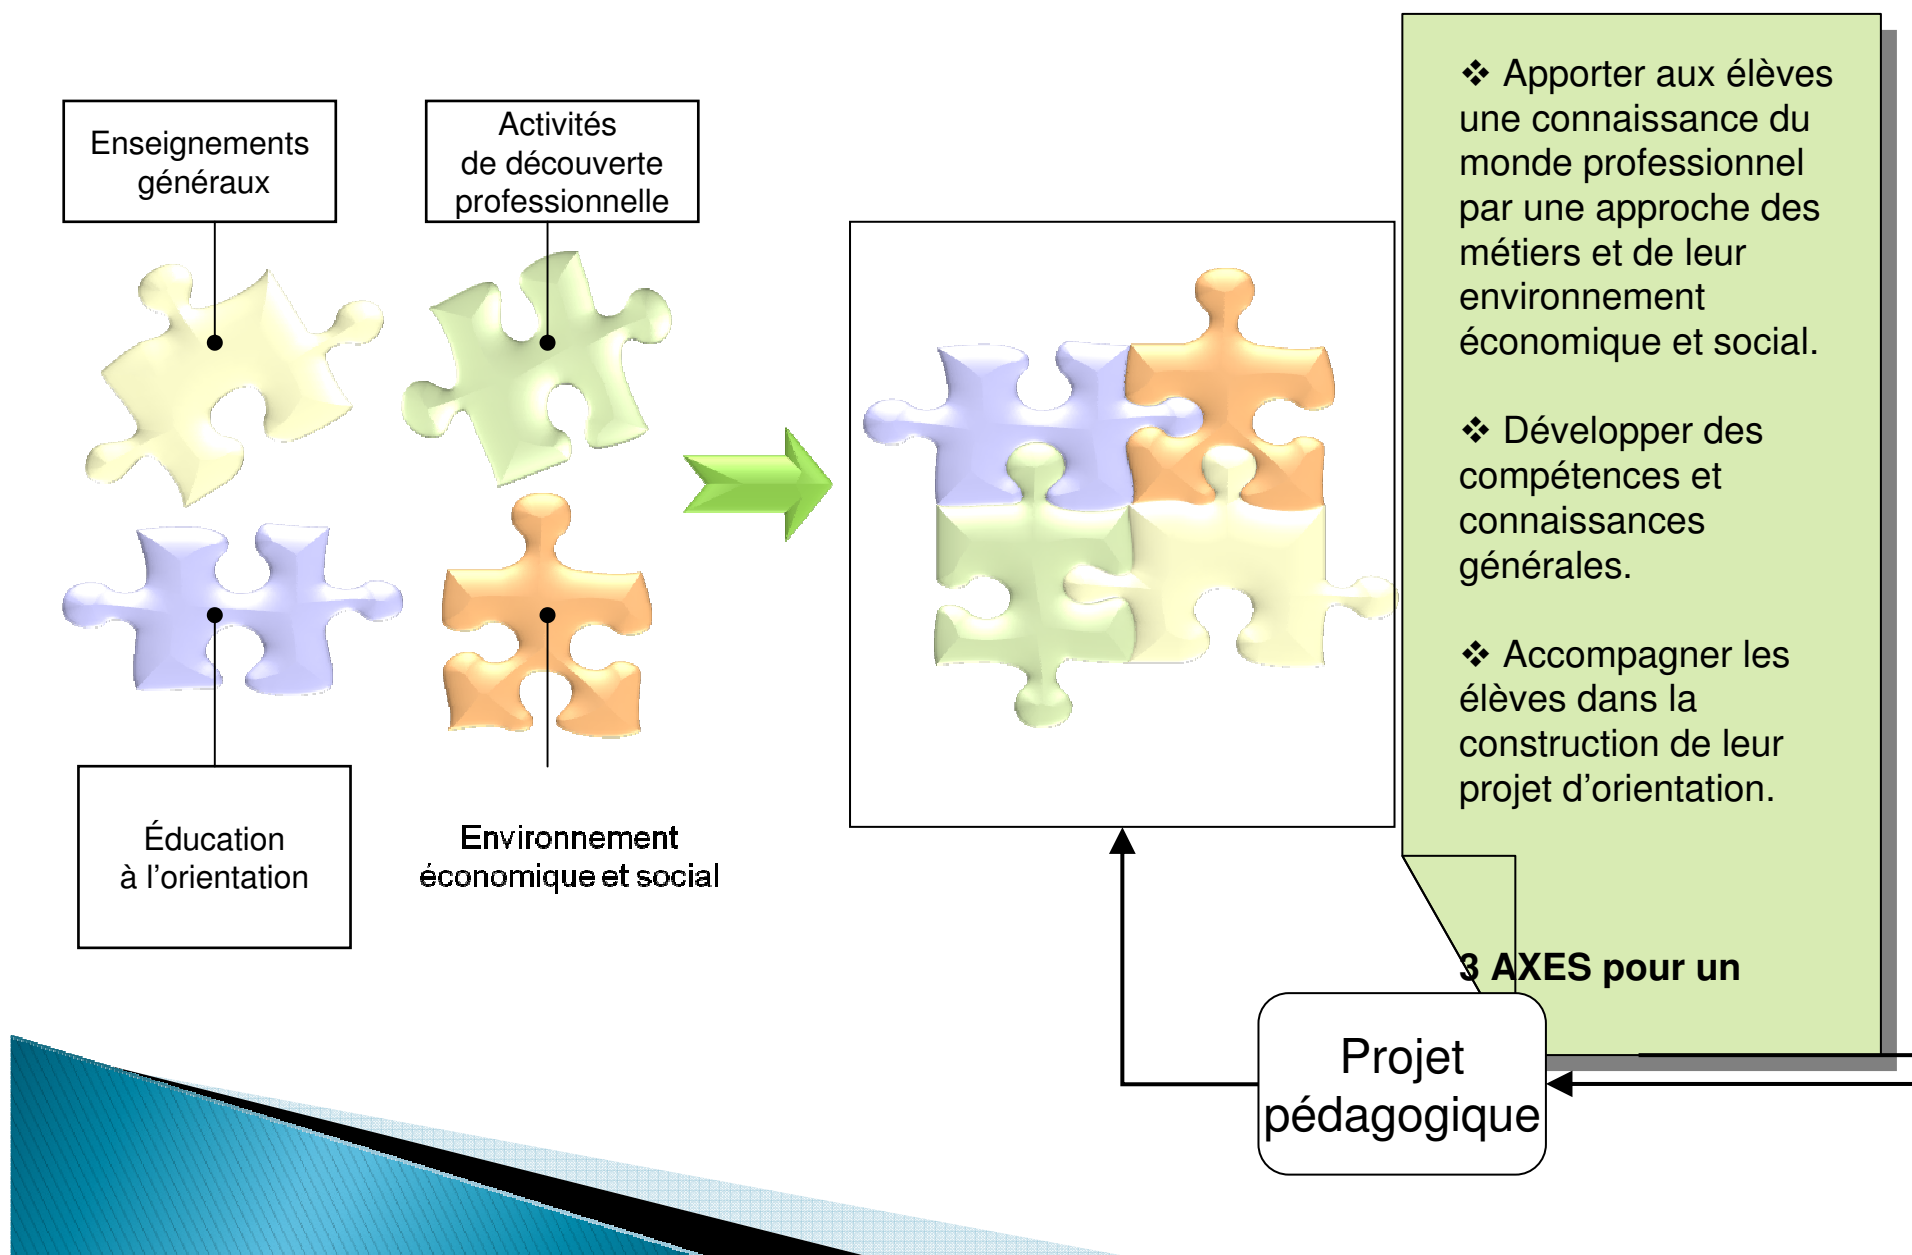 Enseignements
généraux
Activités
de découverte
professionnelle
Éducation
à l’orientation
Environnement
économique et social
❖ Apporter aux élèves
une connaissance du
monde professionnel
par une approche des
métiers et de leur
environnement
économique et social.
❖ Développer des
compétences et
connaissances
générales.
❖ Accompagner les
élèves dans la
construction de leur
projet d’orientation.
3 AXES pour un
Projet
pédagogique